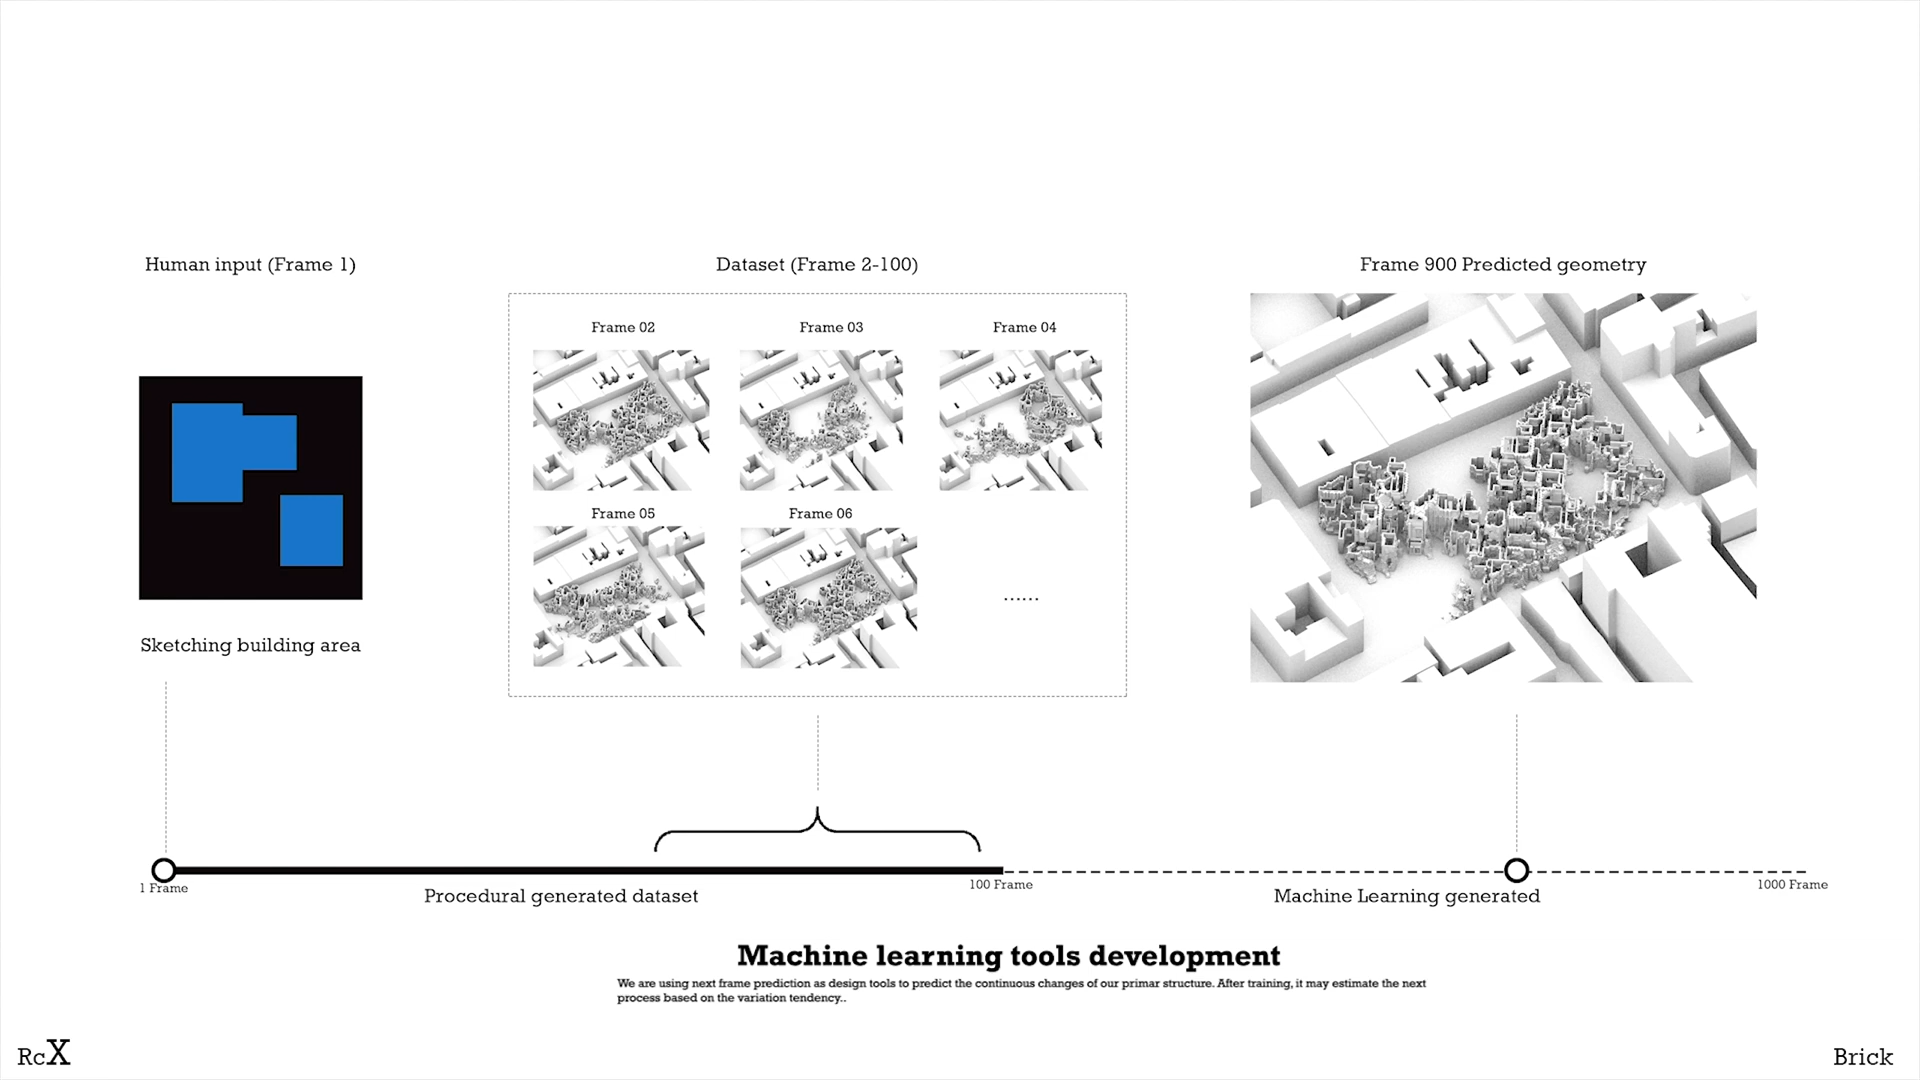 Human input (Frame 1)
Dataset (Frame 2-100)
Frame 900 Predicted geometry
Frame 02
Frame 03
Frame 04
Frame 05
Frame 06
......
Sketching building area
1 Frame
Procedural generated dataset
100 Frame
Machine Learning generated
1000 Frame
Machine learning tools development
We are using next frame prediction as design tools to predict the continuous changes of our primar structure. After training, it may estimate the next
process based on the variation tendency..
RcX
Brick